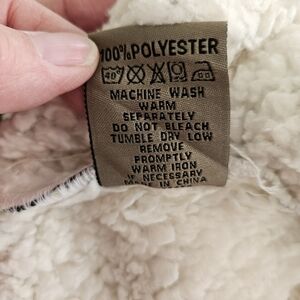 100% POLYESTER
40
MACHINE WASH
WARM
SEPARATELY
DO NOT BLEACH
TUMBLE DRY LOW
REMOVE
PROMPTLY
WARM IRON
IF NECESSARY
MADE IN CHINA